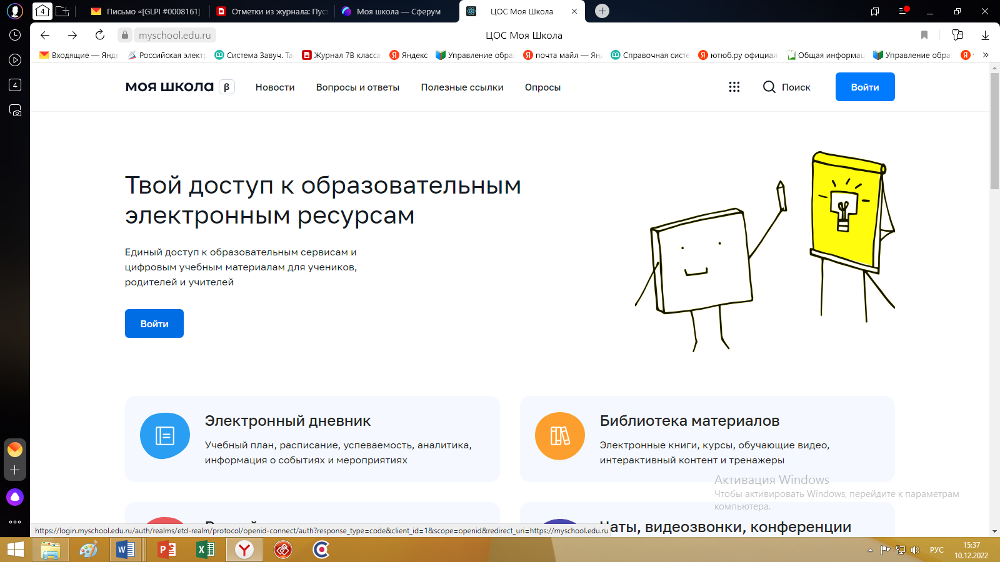 4
Письмо «[GLPI #0008161]
Отметки из журнала: Пуст
Моя школа — Сферум
ЦОС Моя Школа
myschool.edu.ru
ЦОС Моя Школа
Входящие — Янде
Российская электр
Система Завуч. Та
Журнал 7В класса
Яндекс
Управление обра
почта майл — Ян
Справочная систе
ютюб.ру официал
Общая информац
Управление обра
4
моя школа β
Новости
Вопросы и ответы
Полезные ссылки
Опросы
Поиск
Войти
Твой доступ к образовательным
электронным ресурсам
Единый доступ к образовательным сервисам и
цифровым учебным материалам для учеников,
родителей и учителей
Войти
Электронный дневник
Учебный план, расписание, успеваемость, аналитика,
информация о событиях и мероприятиях
Библиотека материалов
Электронные книги, курсы, обучающие видео,
интерактивный контент и тренажеры
Активация Windows
Чтобы активировать Windows, перейдите к параметрам
компьютера.
Чаты, видеозвонки, конференции
https://login.myschool.edu.ru/auth/realms/etd-realm/protocol/openid-connect/auth?response_type=code&client_id=1&scope=openid&redirect_uri=https://myschool.edu.ru
РУС
15:37
10.12.2022